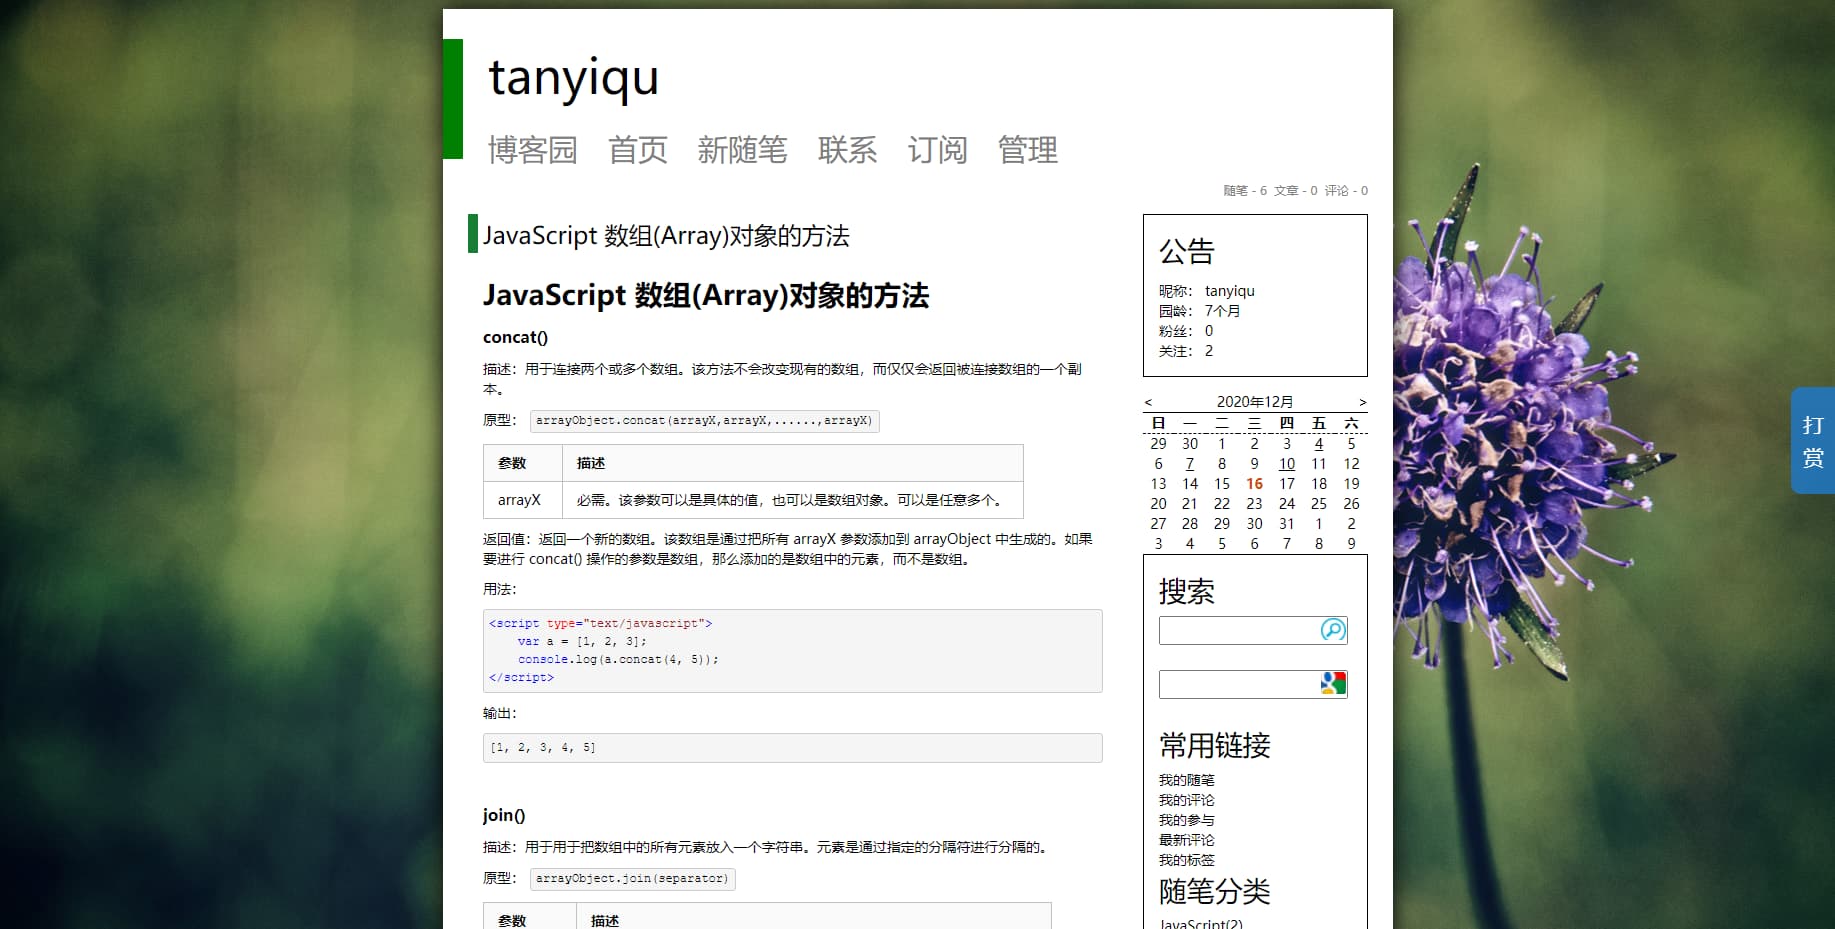 tanyiqu
博客园 首页 新随笔 联系 订阅 管理
随笔 - 6 文章 - 0 评论 - 0
JavaScript 数组(Array)对象的方法
JavaScript 数组(Array)对象的方法
concat()
描述：用于连接两个或多个数组。该方法不会改变现有的数组，而仅仅会返回被连接数组的一个副
本。
原型： arrayObject.concat(arrayX,arrayX,......,arrayX)
参数 描述
arrayX 必需。该参数可以是具体的值，也可以是数组对象。可以是任意多个。
返回值：返回一个新的数组。该数组是通过把所有 arrayX 参数添加到 arrayObject 中生成的。如果
要进行 concat() 操作的参数是数组，那么添加的是数组中的元素，而不是数组。
用法：
<script type="text/javascript">
    var a = [1, 2, 3];
    console.log(a.concat(4, 5));
</script>
输出：
[1, 2, 3, 4, 5]
join()
描述：用于用于把数组中的所有元素放入一个字符串。元素是通过指定的分隔符进行分隔的。
原型： arrayObject.join(separator)
参数 描述
公告
昵称： tanyiqu
园龄： 7个月
粉丝： 0
关注： 2
< 2020年12月 >
日 一 二 三 四 五 六
29 30 1 2 3 4 5
6 7 8 9 10 11 12
13 14 15 16 17 18 19
20 21 22 23 24 25 26
27 28 29 30 31 1 2
3 4 5 6 7 8 9
搜索
常用链接
我的随笔
我的评论
我的参与
最新评论
我的标签
随笔分类
JavaScript(2)
打
赏